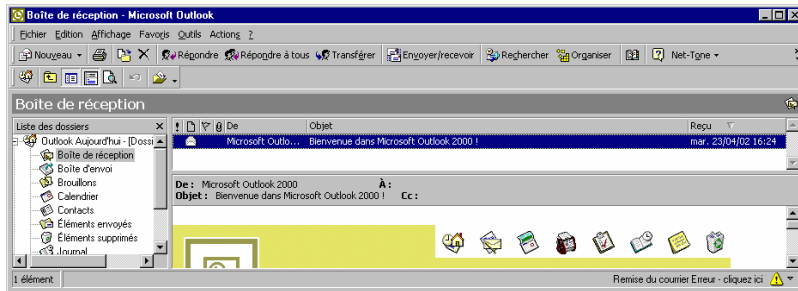 Boîte de réception - Microsoft Outlook
Fichier Edition Affichage Favoris Outils Actions ?
Nouveau Répondre Répondre à tous Transférer Envoyer/recevoir Rechercher Organiser Net-Tone
Boîte de réception
Liste des dossiers × ! De Objet Reçu
Outlook Aujourd'hui - [Dossi Microsoft Outlo... Bienvenue dans Microsoft Outlook 2000 ! mar. 23/04/02 16:24
Boîte de réception
Boîte d'envoi
Brouillons De : Microsoft Outlook 2000 À :
Calendrier Objet : Bienvenue dans Microsoft Outlook 2000 ! Cc :
Contacts
Éléments envoyés
Éléments supprimés
Journal
1 élément Remise du courrier Erreur - cliquez ici